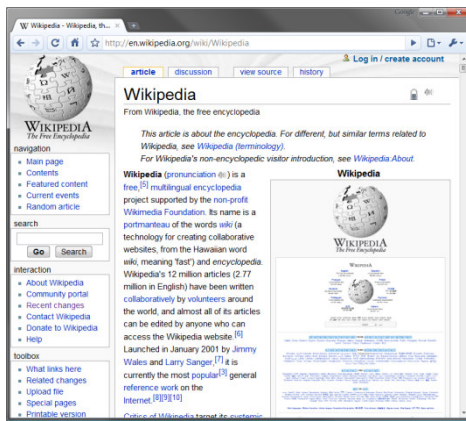 Wikipedia - Wikipedia, th...
Google
http://en.wikipedia.org/wiki/Wikipedia
Log in / create account
article discussion view source history
WIKIPEDIA
The Free Encyclopedia
navigation
Main page
Contents
Featured content
Current events
Random article
search
Go Search
interaction
About Wikipedia
Community portal
Recent changes
Contact Wikipedia
Donate to Wikipedia
Help
toolbox
What links here
Related changes
Upload file
Special pages
Printable version
Wikipedia
From Wikipedia, the free encyclopedia
This article is about the encyclopedia. For different, but similar terms related to
Wikipedia, see Wikipedia (terminology).
For Wikipedia's non-encyclopedic visitor introduction, see Wikipedia:About.
Wikipedia (pronunciation) is a
free,[5] multilingual encyclopedia
project supported by the non-profit
Wikimedia Foundation. Its name is a
portmanteau of the words wiki (a
technology for creating collaborative
websites, from the Hawaiian word
wiki, meaning 'fast') and encyclopedia.
Wikipedia's 12 million articles (2.77
million in English) have been written
collaboratively by volunteers around
the world, and almost all of its articles
can be edited by anyone who can
access the Wikipedia website.[6]
Launched in January 2001 by Jimmy
Wales and Larry Sanger,[7] it is
currently the most popular[3] general
reference work on the
Internet.[8][9][10]
Critics of Wikipedia target its systemic
Wikipedia
WIKIPEDIA
The Free Encyclopedia
WIKIPEDIA